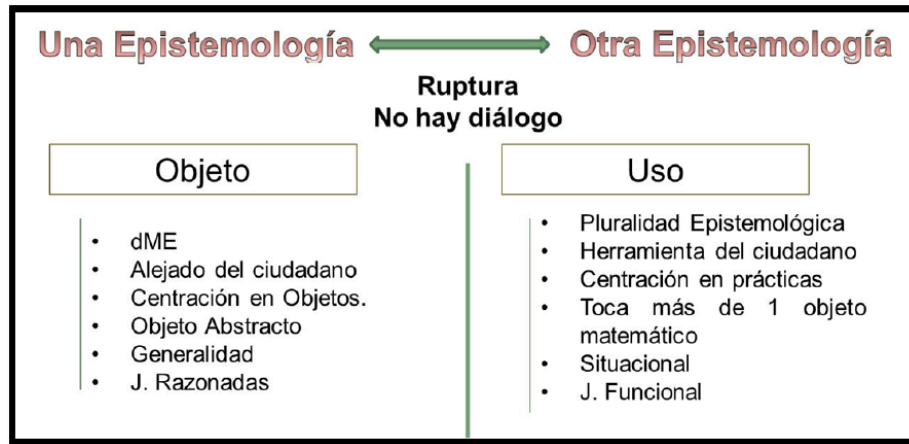 Una Epistemología
Otra Epistemología
Ruptura
No hay diálogo
Objeto
• dME
• Alejado del ciudadano
• Centración en Objetos.
• Objeto Abstracto
• Generalidad
• J. Razonadas
Uso
• Pluralidad Epistemológica
• Herramienta del ciudadano
• Centración en prácticas
• Toca más de 1 objeto
matemático
• Situacional
• J. Funcional